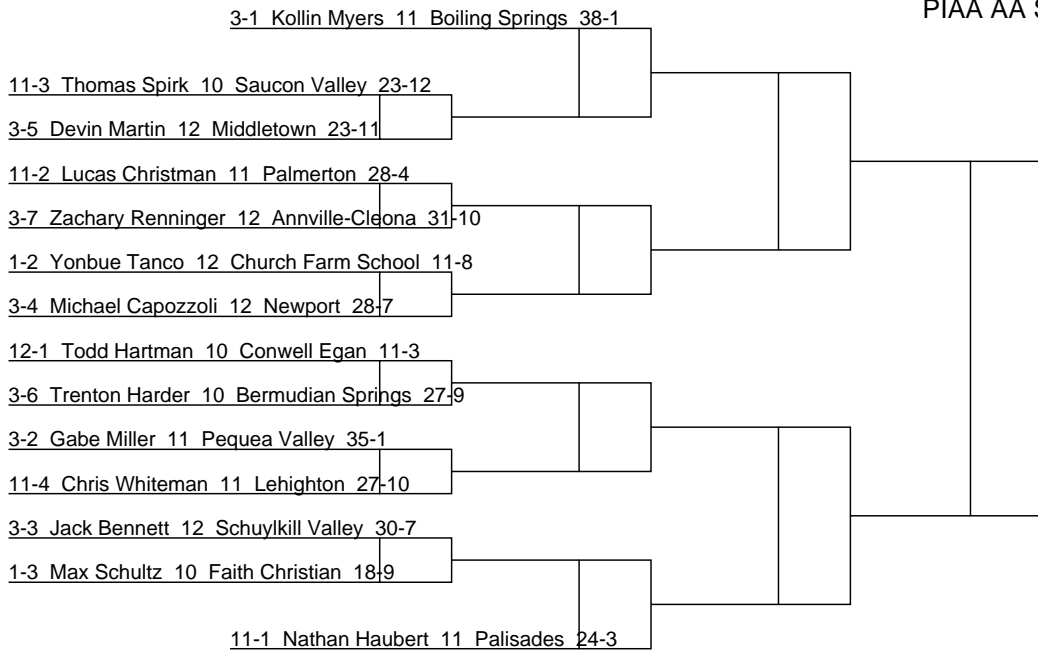 PIAA AA S
3-1 Kollin Myers 11 Boiling Springs 38-1
11-3 Thomas Spirk 10 Saucon Valley 23-12
3-5 Devin Martin 12 Middletown 23-11
11-2 Lucas Christman 11 Palmerton 28-4
3-7 Zachary Renninger 12 Annville-Cleona 31-10
1-2 Yonbue Tanco 12 Church Farm School 11-8
3-4 Michael Capozzoli 12 Newport 28-7
12-1 Todd Hartman 10 Conwell Egan 11-3
3-6 Trenton Harder 10 Bermudian Springs 27-9
3-2 Gabe Miller 11 Pequea Valley 35-1
11-4 Chris Whiteman 11 Lehighton 27-10
3-3 Jack Bennett 12 Schuylkill Valley 30-7
1-3 Max Schultz 10 Faith Christian 18-9
11-1 Nathan Haubert 11 Palisades 24-3